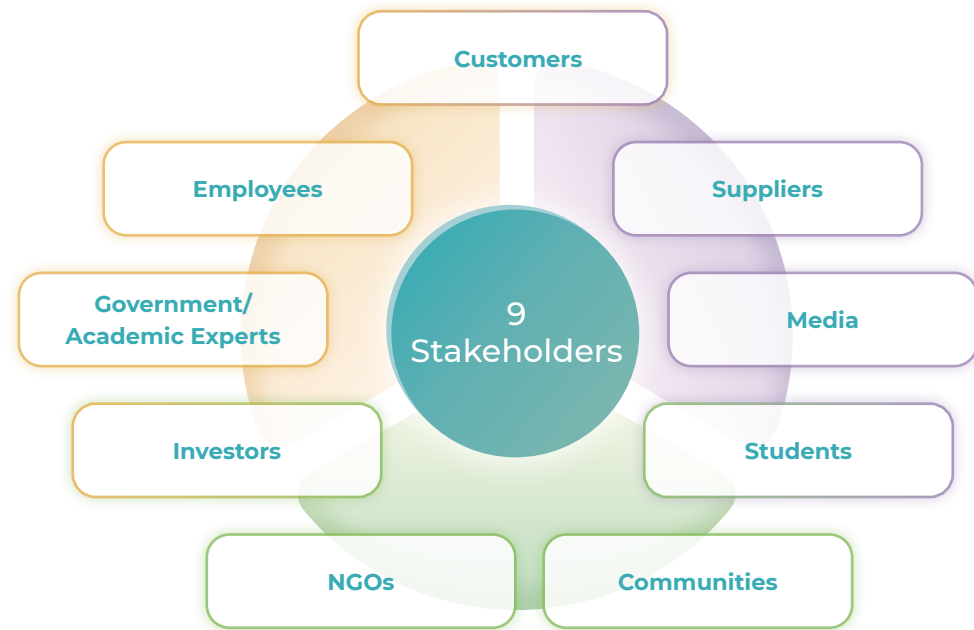 Customers
Employees
Suppliers
Government/
Academic Experts
9
Stakeholders
Media
Investors
Students
NGOs
Communities